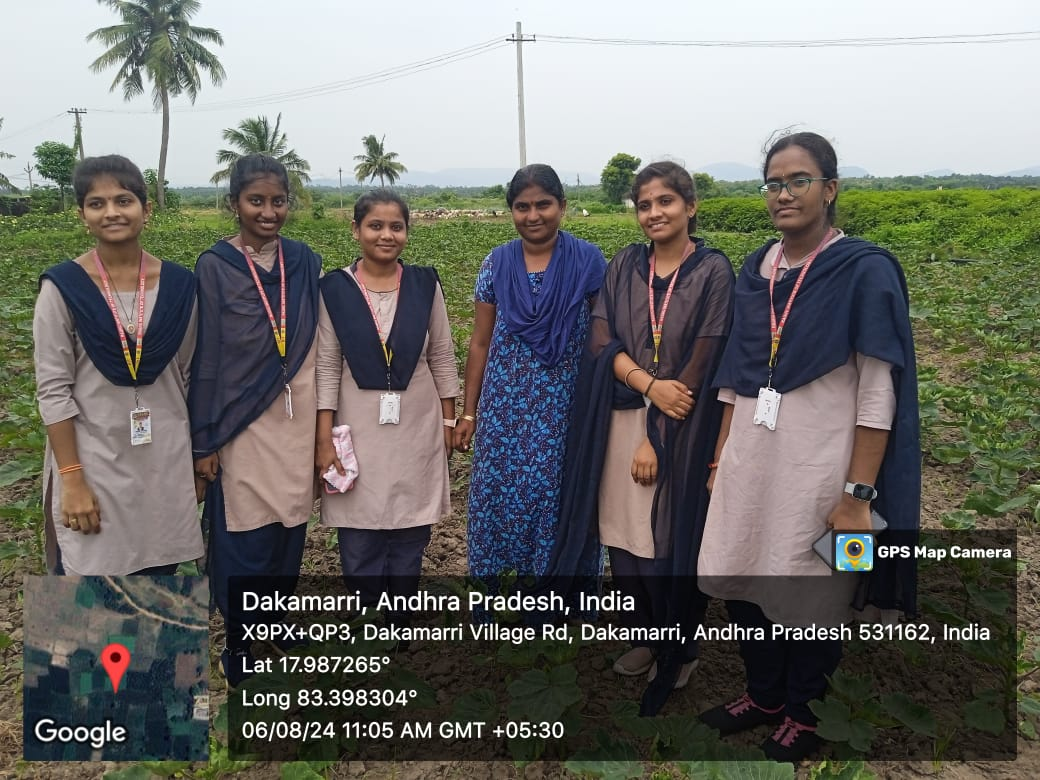 GPS Map Camera
Dakamarri, Andhra Pradesh, India
X9PX+QP3, Dakamarri Village Rd, Dakamarri, Andhra Pradesh 531162, India
Lat 17.987265°
Long 83.398304°
06/08/24 11:05 AM GMT +05:30
Google